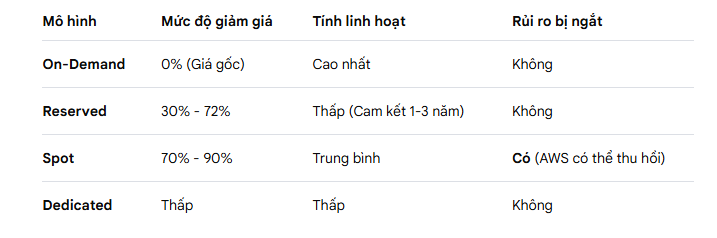 Mô hình Mức độ giảm giá Tính linh hoạt Rủi ro bị ngắt
On-Demand 0% (Giá gốc) Cao nhất Không
Reserved 30% - 72% Thấp (Cam kết 1-3 năm) Không
Spot 70% - 90% Trung bình Có (AWS có thể thu hồi)
Dedicated Thấp Thấp Không